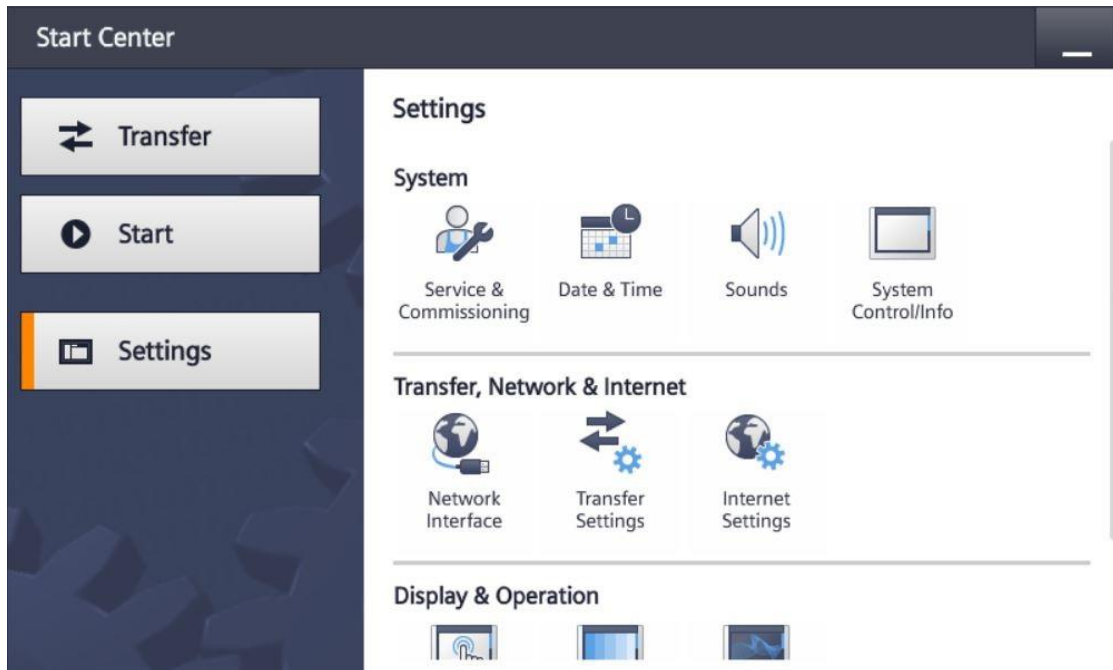 Start Center
Transfer
Start
Settings
Settings
System
Service &
Commissioning
Date & Time
Sounds
System
Control/Info
Transfer, Network & Internet
Network
Interface
Transfer
Settings
Internet
Settings
Display & Operation